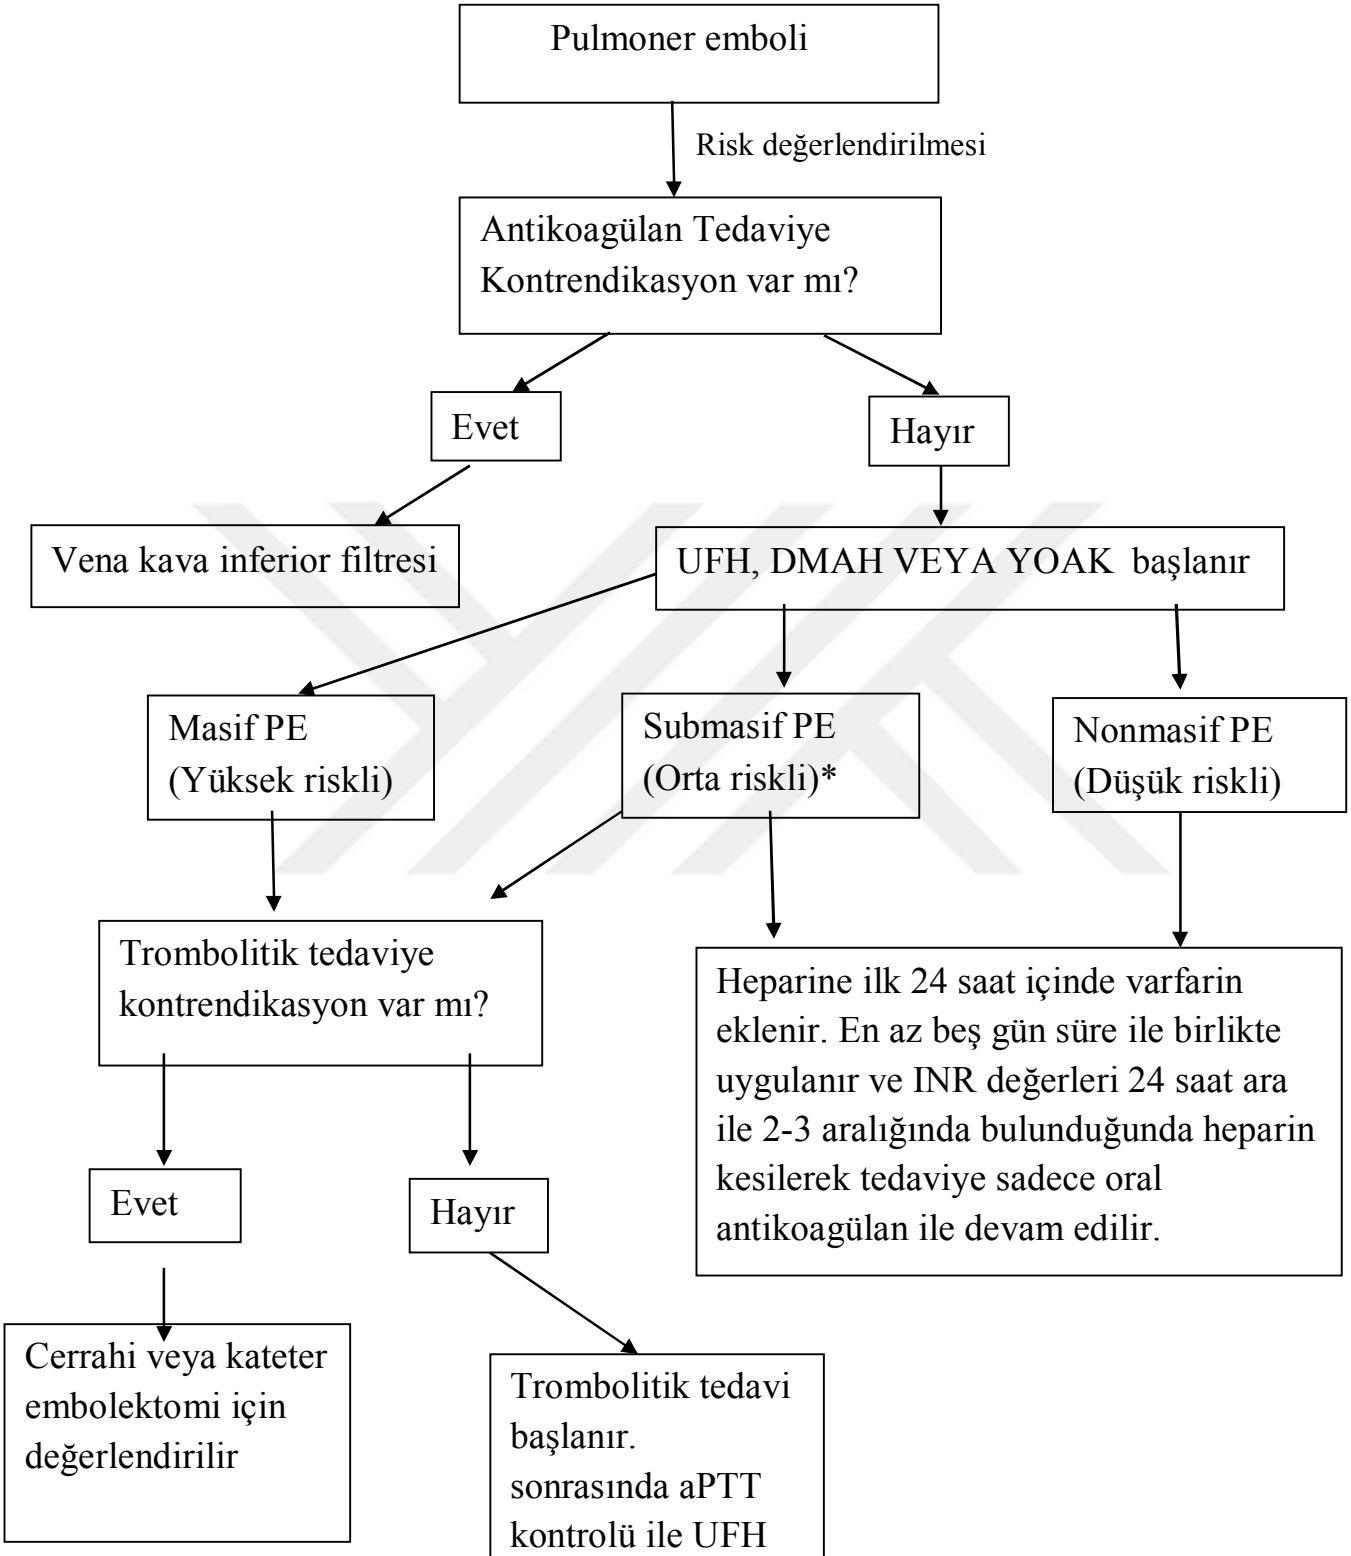 Pulmoner emboli
Risk değerlendirilmesi
Antikoagülan Tedaviye
Kontrendikasyon var mı?
Evet
Hayır
Vena kava inferior filtresi
UFH, DMAH VEYA YOAK başlanır
Masif PE
(Yüksek riskli)
Submasif PE
(Orta riskli)*
Nonmasif PE
(Düşük riskli)
Trombolitik tedaviye
kontrendikasyon var mı?
Heparine ilk 24 saat içinde varfarin
eklenir. En az beş gün süre ile birlikte
uygulanır ve INR değerleri 24 saat ara
ile 2-3 aralığında bulunduğunda heparin
kesilerek tedaviye sadece oral
antikoagülan ile devam edilir.
Evet
Hayır
Cerrahi veya kateter
embolektomi için
değerlendirilir
Trombolitik tedavi
başlanır.
sonrasında aPTT
kontrolü ile UFH